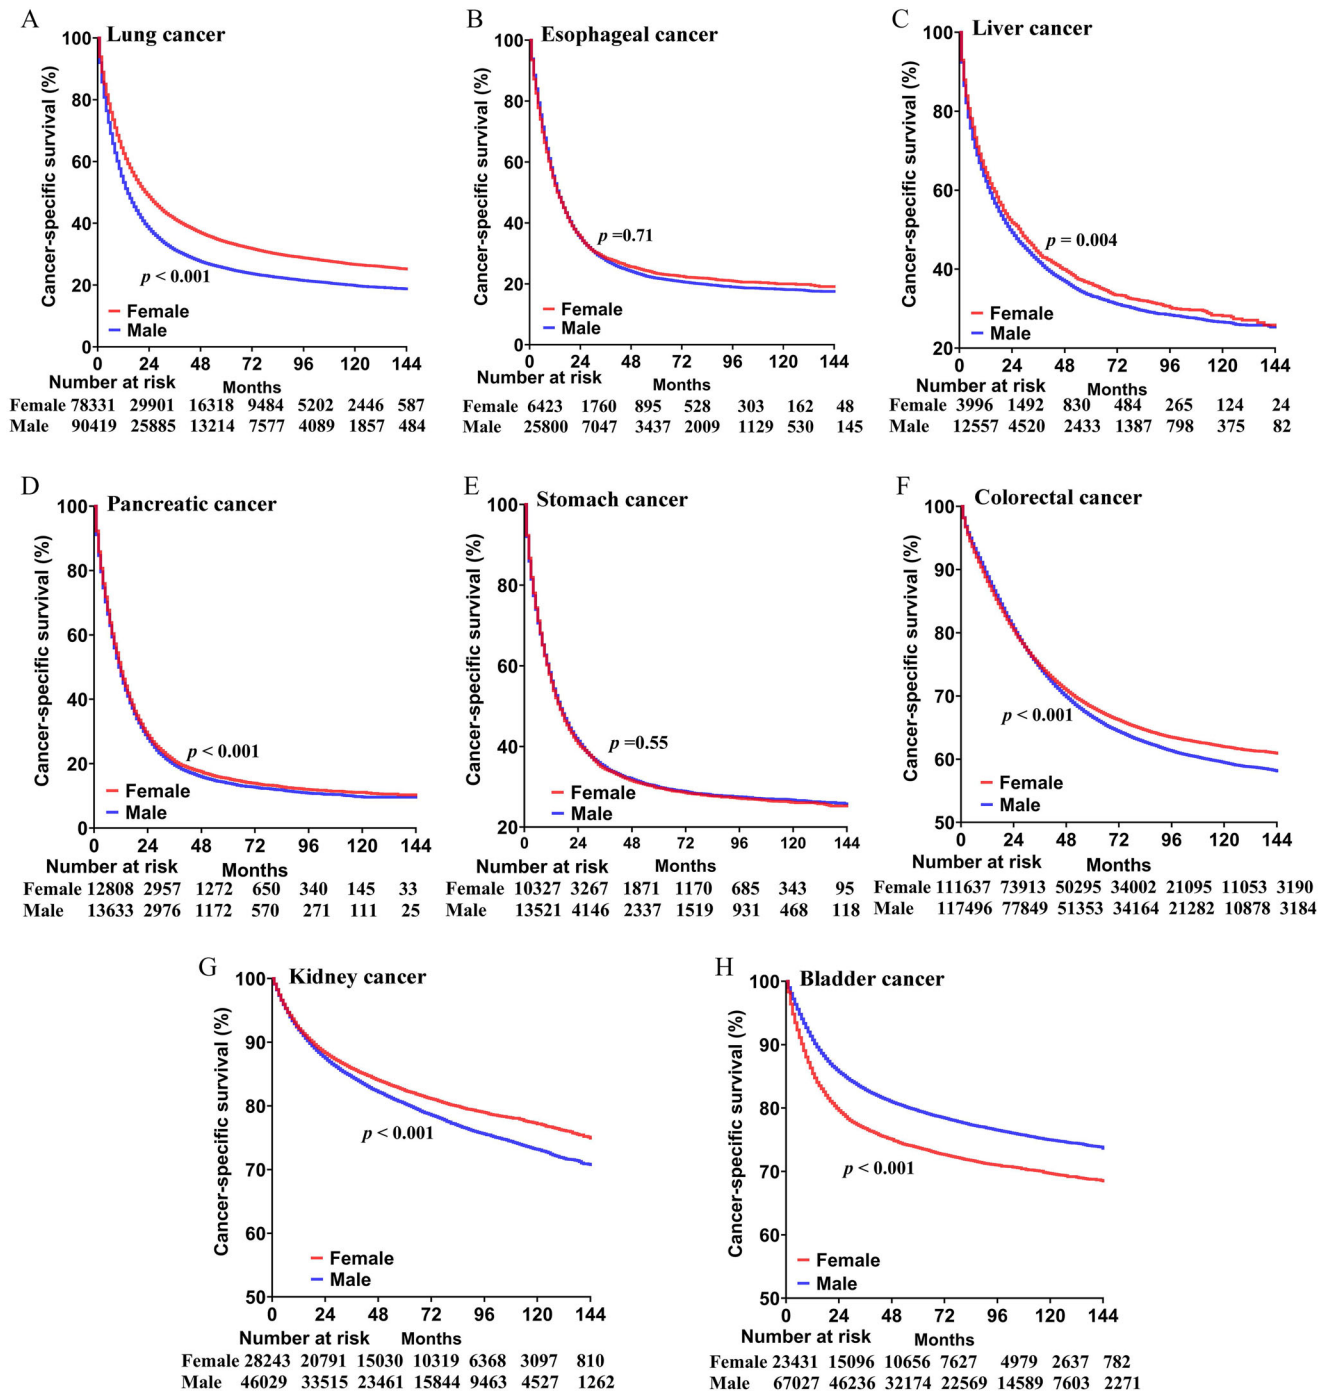 A
Lung cancer
Cancer-specific survival (%)
100
80
60
40
20
0
p < 0.001
Female
Male
0 24 48 72 96 120 144
Number at risk Months
Female 78331 29901 16318 9484 5202 2446 587
Male 90419 25885 13214 7577 4089 1857 484
B
Esophageal cancer
Cancer-specific survival (%)
100
80
60
40
20
0
p =0.71
Female
Male
0 24 48 72 96 120 144
Number at risk Months
Female 6423 1760 895 528 303 162 48
Male 25800 7047 3437 2009 1129 530 145
C
Liver cancer
Cancer-specific survival (%)
100
80
60
40
20
p = 0.004
Female
Male
0 24 48 72 96 120 144
Number at risk Months
Female 3996 1492 830 484 265 124 24
Male 12557 4520 2433 1387 798 375 82
D
Pancreatic cancer
Cancer-specific survival (%)
100
80
60
40
20
0
p < 0.001
Female
Male
0 24 48 72 96 120 144
Number at risk Months
Female 12808 2957 1272 650 340 145 33
Male 13633 2976 1172 570 271 111 25
E
Stomach cancer
Cancer-specific survival (%)
100
80
60
40
20
p =0.55
Female
Male
0 24 48 72 96 120 144
Number at risk Months
Female 10327 3267 1871 1170 685 343 95
Male 13521 4146 2337 1519 931 468 118
F
Colorectal cancer
Cancer-specific survival (%)
100
90
80
70
60
50
p < 0.001
Female
Male
0 24 48 72 96 120 144
Number at risk Months
Female 111637 73913 50295 34002 21095 11053 3190
Male 117496 77849 51353 34164 21282 10878 3184
G
Kidney cancer
Cancer-specific survival (%)
100
90
80
70
60
50
p < 0.001
Female
Male
0 24 48 72 96 120 144
Number at risk Months
Female 28243 20791 15030 10319 6368 3097 810
Male 46029 33515 23461 15844 9463 4527 1262
H
Bladder cancer
Cancer-specific survival (%)
100
90
80
70
60
50
p < 0.001
Female
Male
0 24 48 72 96 120 144
Number at risk Months
Female 23431 15096 10656 7627 4979 2637 782
Male 67027 46236 32174 22569 14589 7603 2271